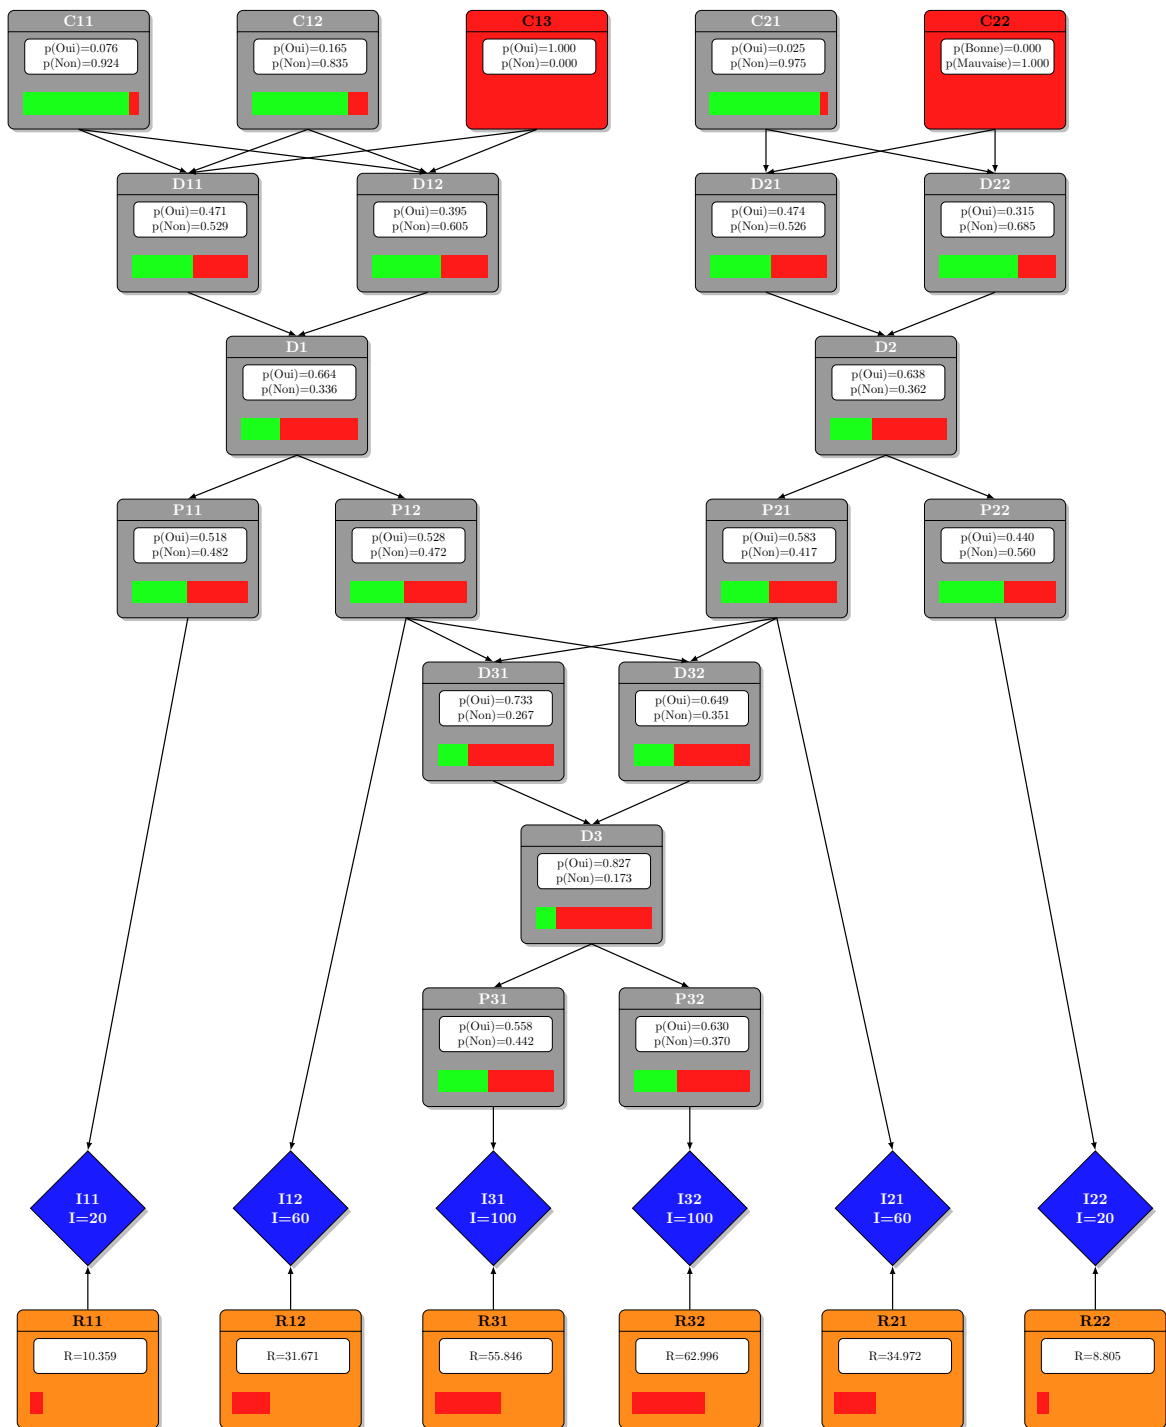 C11
p(Oui)=0.076
p(Non)=0.924
C12
p(Oui)=0.165
p(Non)=0.835
C13
p(Oui)=1.000
p(Non)=0.000
C21
p(Oui)=0.025
p(Non)=0.975
C22
p(Bonne)=0.000
p(Mauvaise)=1.000
D11
p(Oui)=0.471
p(Non)=0.529
D12
p(Oui)=0.395
p(Non)=0.605
D21
p(Oui)=0.474
p(Non)=0.526
D22
p(Oui)=0.315
p(Non)=0.685
D1
p(Oui)=0.664
p(Non)=0.336
D2
p(Oui)=0.638
p(Non)=0.362
P11
p(Oui)=0.518
p(Non)=0.482
P12
p(Oui)=0.528
p(Non)=0.472
P21
p(Oui)=0.583
p(Non)=0.417
P22
p(Oui)=0.440
p(Non)=0.560
D31
p(Oui)=0.733
p(Non)=0.267
D32
p(Oui)=0.649
p(Non)=0.351
D3
p(Oui)=0.827
p(Non)=0.173
P31
p(Oui)=0.558
p(Non)=0.442
P32
p(Oui)=0.630
p(Non)=0.370
I11
I=20
I12
I=60
I31
I=100
I32
I=100
I21
I=60
I22
I=20
R11
R=10.359
R12
R=31.671
R31
R=55.846
R32
R=62.996
R21
R=34.972
R22
R=8.805